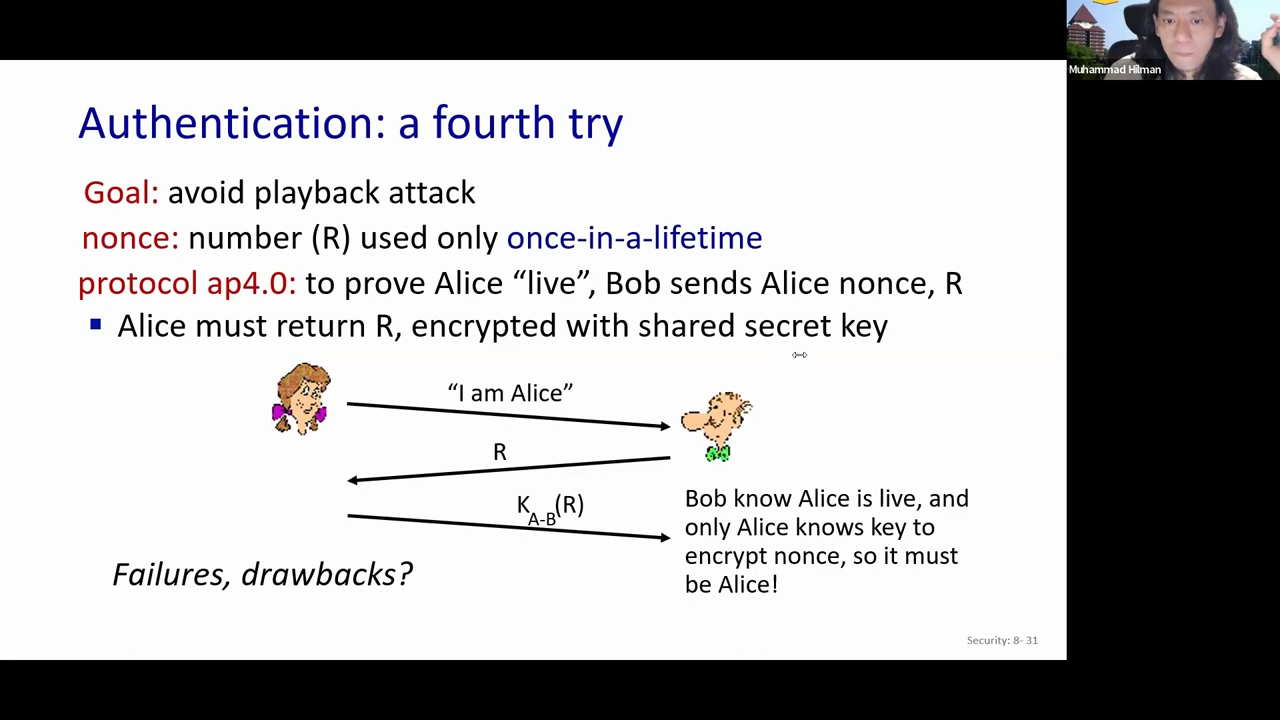 Muhammad Hilman
Authentication: a fourth try
Goal: avoid playback attack
nonce: number (R) used only once-in-a-lifetime
protocol ap4.0: to prove Alice “live”, Bob sends Alice nonce, R
▪ Alice must return R, encrypted with shared secret key
“I am Alice”
R
K
A-B
(R)
Bob know Alice is live, and
only Alice knows key to
encrypt nonce, so it must
be Alice!
Failures, drawbacks?
Security: 8- 31